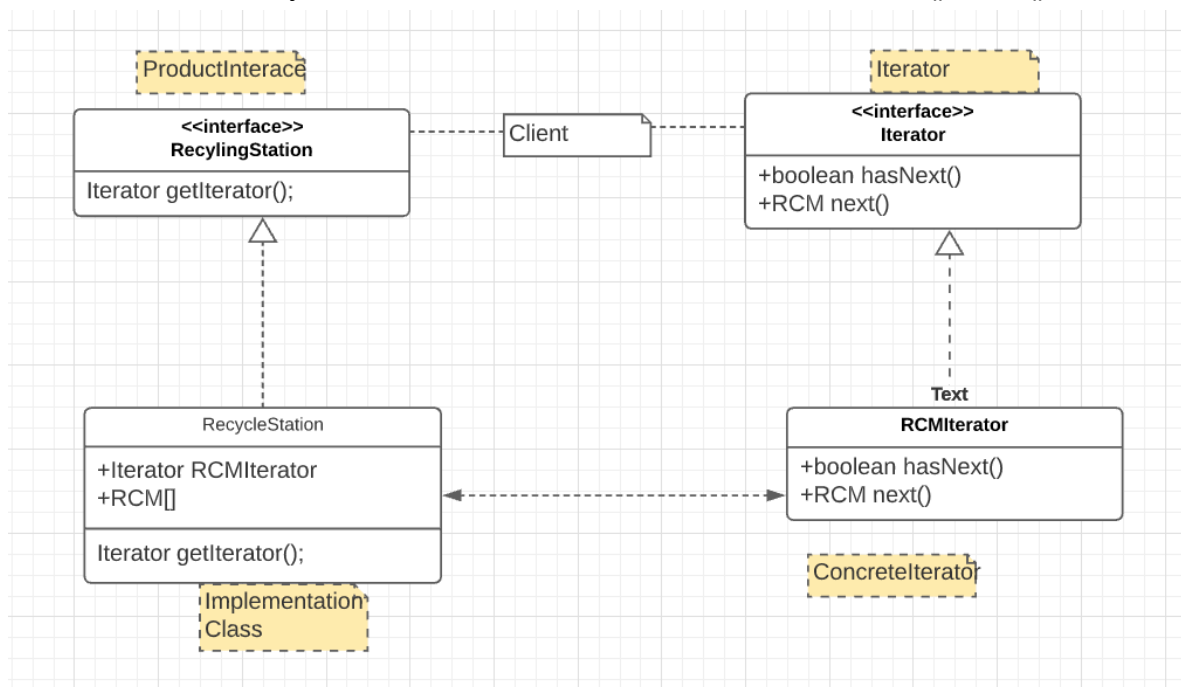 ProductInterace
<<interface>>
RecylingStation
Iterator getIterator();
Client
Iterator
<<interface>>
Iterator
+boolean hasNext()
+RCM next()
RecycleStation
+Iterator RCMIterator
+RCM[]
Iterator getIterator();
Implementation
Class
Text
RCMIterator
+boolean hasNext()
+RCM next()
ConcreteIterator